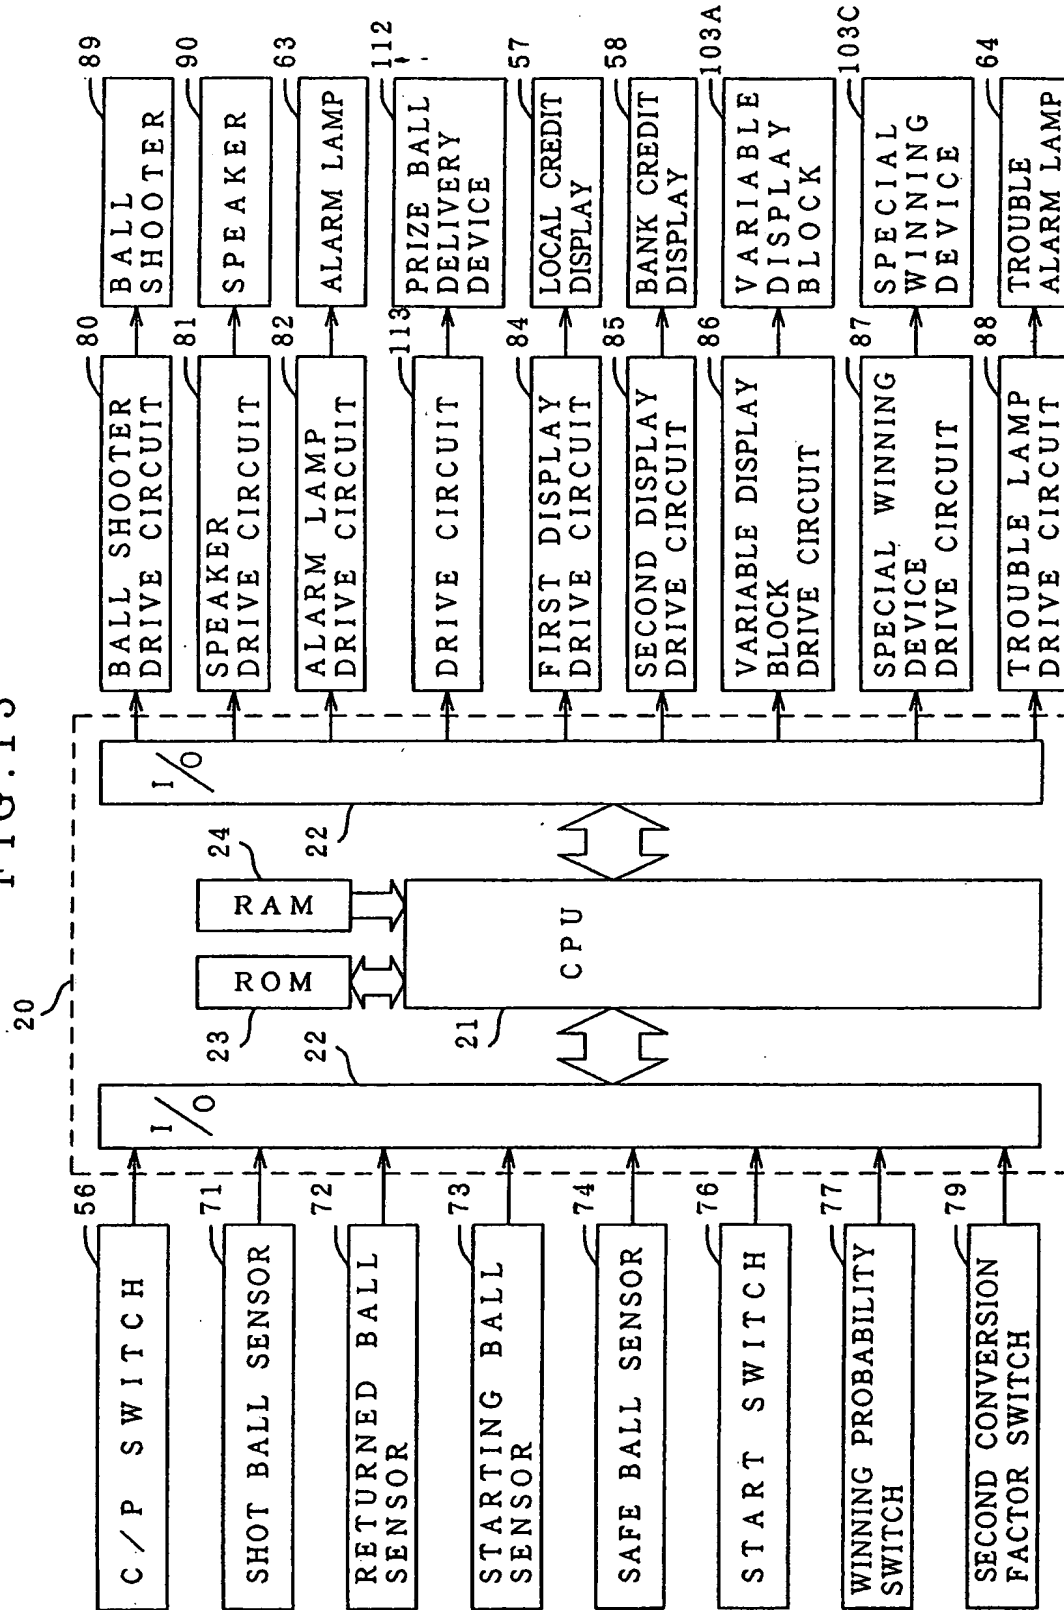 FIG.13
20
56
C/P SWITCH
71
SHOT BALL SENSOR
72
RETURNED BALL
SENSOR
73
STARTING BALL
SENSOR
74
SAFE BALL SENSOR
76
START SWITCH
77
WINNING PROBABILITY
SWITCH
79
SECOND CONVERSION
FACTOR SWITCH
I/O
22
23
ROM
24
RAM
21
CPU
I/O
22
80
BALL SHOOTER
DRIVE CIRCUIT
81
SPEAKER
DRIVE CIRCUIT
82
ALARM LAMP
DRIVE CIRCUIT
113
DRIVE CIRCUIT
84
FIRST DISPLAY
DRIVE CIRCUIT
85
SECOND DISPLAY
DRIVE CIRCUIT
86
VARIABLE DISPLAY
BLOCK
DRIVE CIRCUIT
87
SPECIAL WINNING
DEVICE
DRIVE CIRCUIT
88
TROUBLE LAMP
DRIVE CIRCUIT
89
BALL
SHOOTER
90
SPEAKER
63
ALARM LAMP
112
PRIZE BALL
DELIVERY
DEVICE
57
LOCAL CREDIT
DISPLAY
58
BANK CREDIT
DISPLAY
103A
VARIABLE
DISPLAY
BLOCK
103C
SPECIAL
WINNING
DEVICE
64
TROUBLE
ALARM LAMP